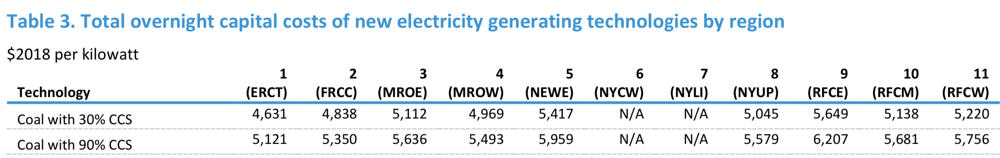 Table 3. Total overnight capital costs of new electricity generating technologies by region
$2018 per kilowatt
1 2 3 4 5 6 7 8 9 10 11
Technology (ERCT) (FRCC) (MROE) (MROW) (NEWE) (NYCW) (NYLI) (NYUP) (RFCE) (RFCM) (RFCW)
Coal with 30% CCS 4,631 4,838 5,112 4,969 5,417 N/A N/A 5,045 5,649 5,138 5,220
Coal with 90% CCS 5,121 5,350 5,636 5,493 5,959 N/A N/A 5,579 6,207 5,681 5,756